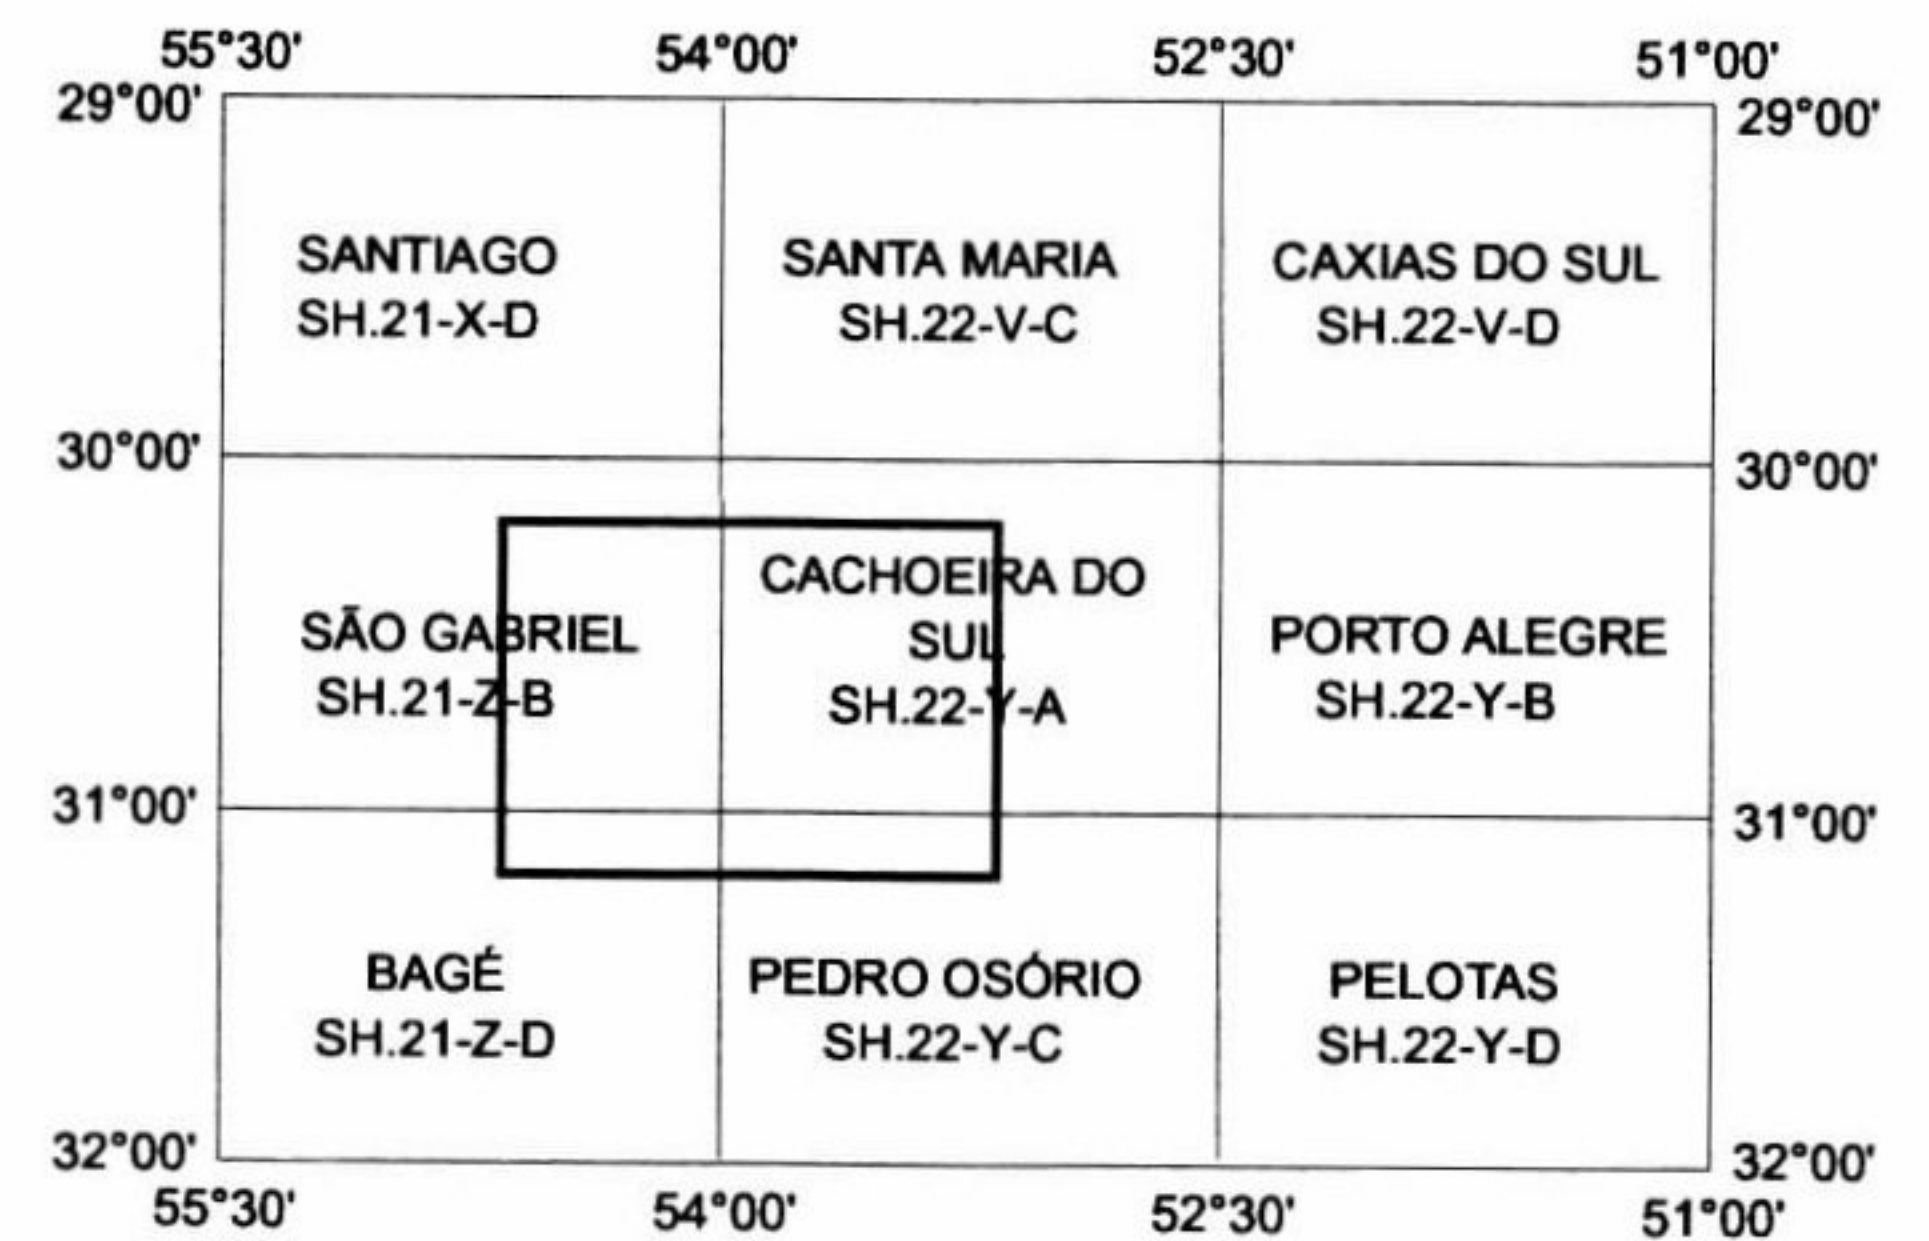 55°30' 54°00' 52°30' 51°00'
29°00' 29°00'
SANTIAGO
SH.21-X-D
SANTA MARIA
SH.22-V-C
CAXIAS DO SUL
SH.22-V-D
30°00' 30°00'
SÃO GABRIEL
SH.21-Z-B
CACHOEIRA DO
SUL
SH.22-Y-A
PORTO ALEGRE
SH.22-Y-B
31°00' 31°00'
BAGÉ
SH.21-Z-D
PEDRO OSÓRIO
SH.22-Y-C
PELOTAS
SH.22-Y-D
32°00' 32°00'
55°30' 54°00' 52°30' 51°00'